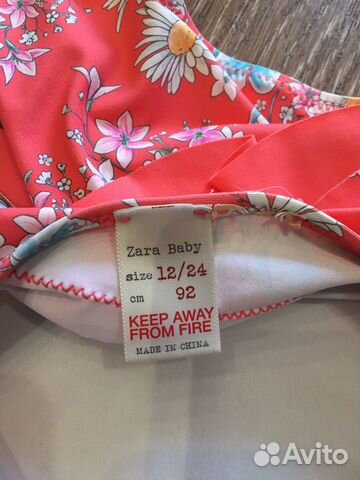 Zara Baby
size 12/24
cm 92
KEEP AWAY
FROM FIRE
MADE IN CHINA
Avito